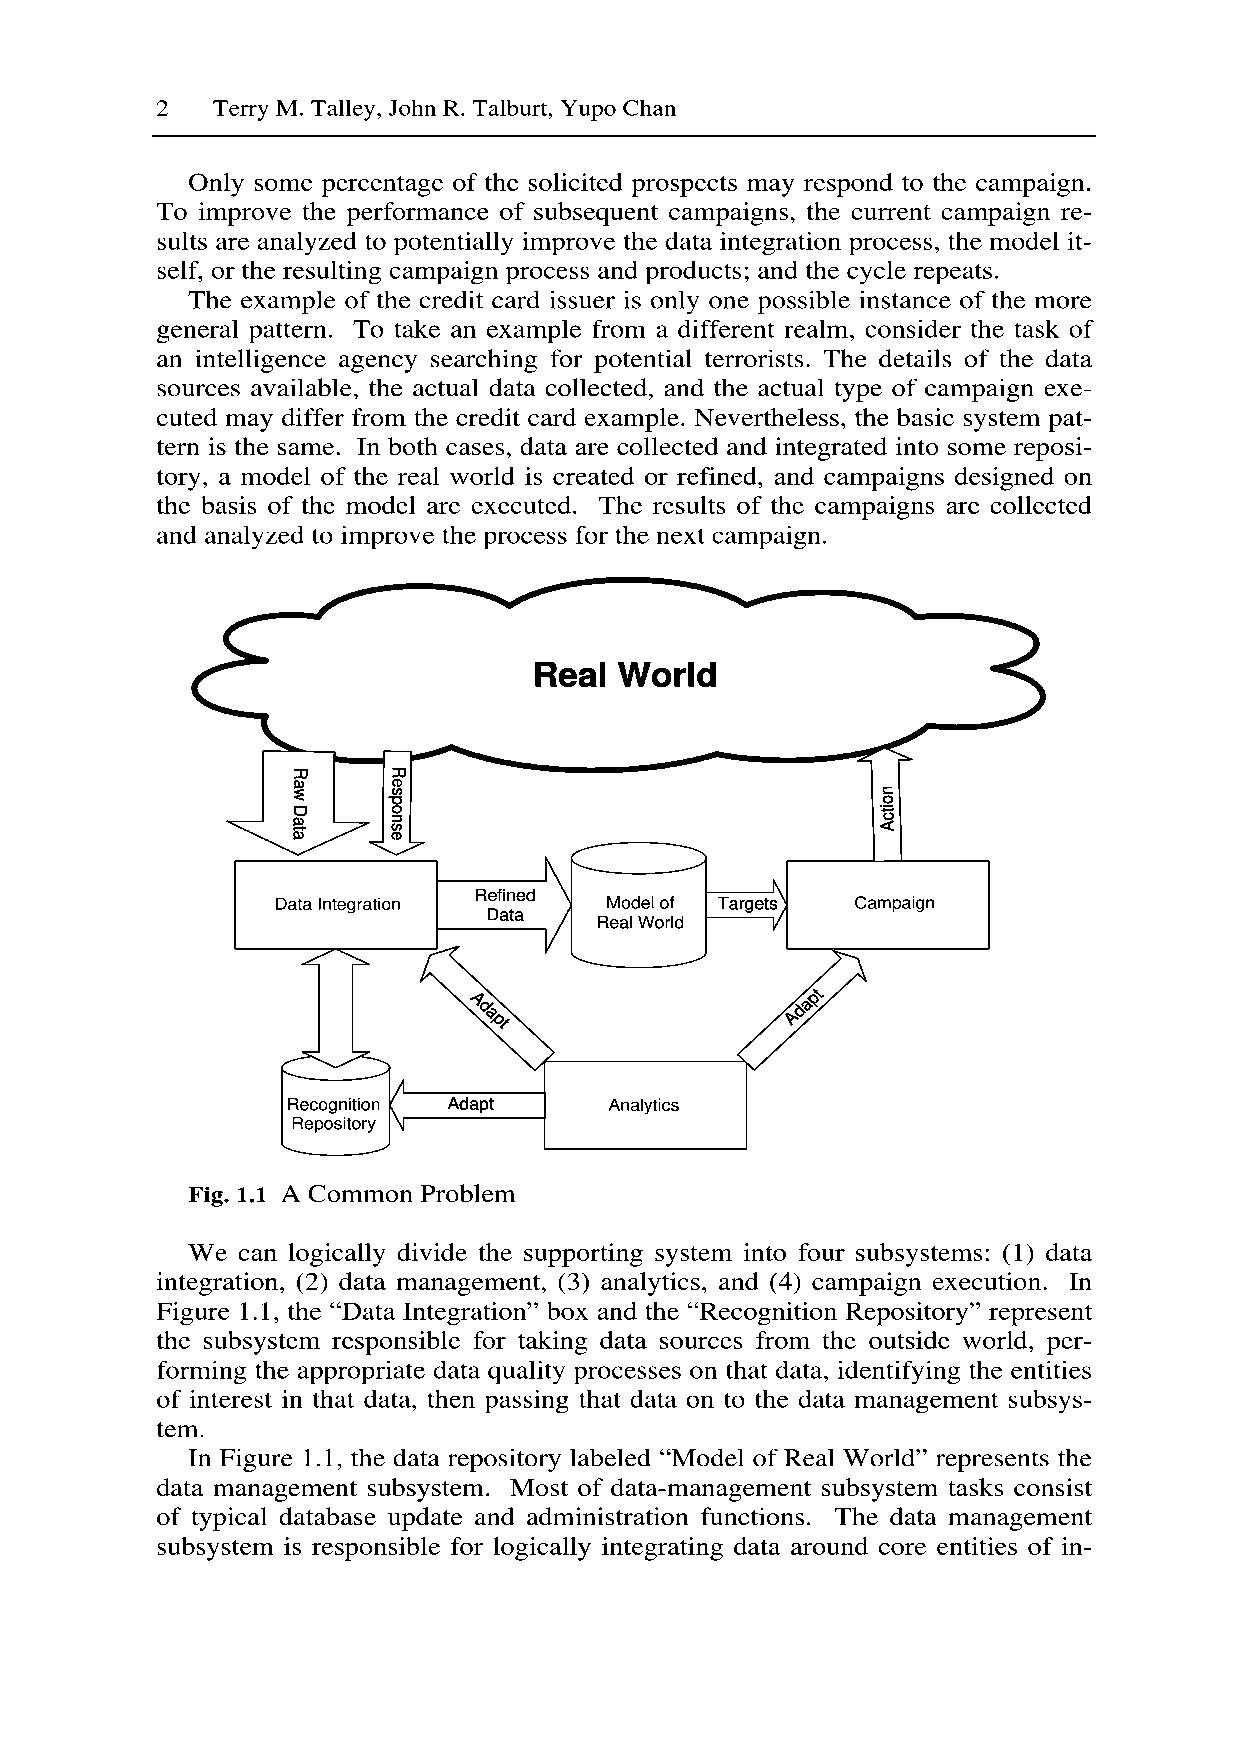 2 Terry M. Talley, John R. Talburt, Yupo Chan
Only some percentage of the solicited prospects may respond to the campaign.
To improve the performance of subsequent campaigns, the current campaign re-
sults are analyzed to potentially improve the data integration process, the model it-
self, or the resulting campaign process and products; and the cycle repeats.
The example of the credit card issuer is only one possible instance of the more
general pattern. To take an example from a different realm, consider the task of
an intelligence agency searching for potential terrorists. The details of the data
sources available, the actual data collected, and the actual type of campaign exe-
cuted may differ from the credit card example. Nevertheless, the basic system pat-
tern is the same. In both cases, data are collected and integrated into some reposi-
tory, a model of the real world is created or refined, and campaigns designed on
the basis of the model are executed. The results of the campaigns are collected
and analyzed to improve the process for the next campaign.
Real World
Raw Data
Response
Action
Data Integration
Refined
Data
Model of
Real World
Targets
Campaign
Adapt
Adapt
Recognition
Repository
Adapt
Analytics
Fig. 1.1 A Common Problem
We can logically divide the supporting system into four subsystems: (1) data
integration, (2) data management, (3) analytics, and (4) campaign execution. In
Figure 1.1, the “Data Integration” box and the “Recognition Repository” represent
the subsystem responsible for taking data sources from the outside world, per-
forming the appropriate data quality processes on that data, identifying the entities
of interest in that data, then passing that data on to the data management subsys-
tem.
In Figure 1.1, the data repository labeled “Model of Real World” represents the
data management subsystem. Most of data-management subsystem tasks consist
of typical database update and administration functions. The data management
subsystem is responsible for logically integrating data around core entities of in-